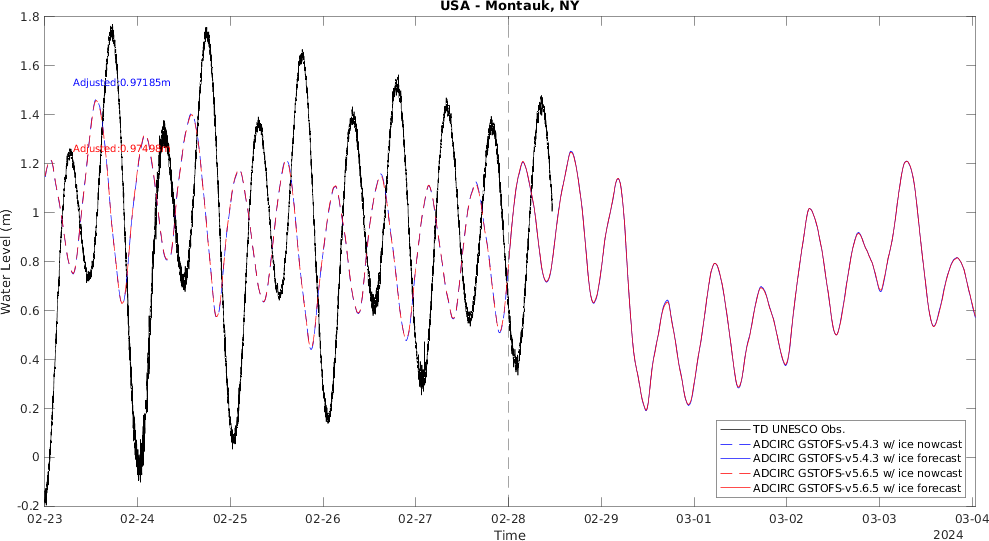 USA - Montauk, NY
1.8
1.6
1.4
1.2
1
0.8
0.6
0.4
0.2
0
-0.2
Water Level (m)
Adjusted:0.97185m
Adjusted:0.97498m
TD UNESCO Obs.
ADCIRC GSTOFS-v5.4.3 w/ ice nowcast
ADCIRC GSTOFS-v5.4.3 w/ ice forecast
ADCIRC GSTOFS-v5.6.5 w/ ice nowcast
ADCIRC GSTOFS-v5.6.5 w/ ice forecast
02-23 02-24 02-25 02-26 02-27 02-28 02-29 03-01 03-02 03-03 03-04
Time
2024